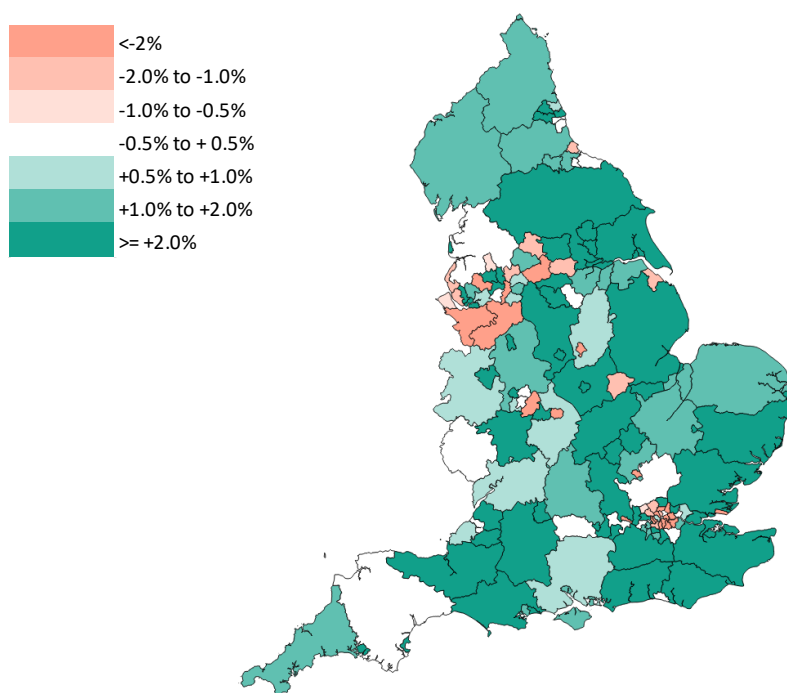 <-2%
-2.0% to -1.0%
-1.0% to -0.5%
-0.5% to + 0.5%
+0.5% to +1.0%
+1.0% to +2.0%
>= +2.0%